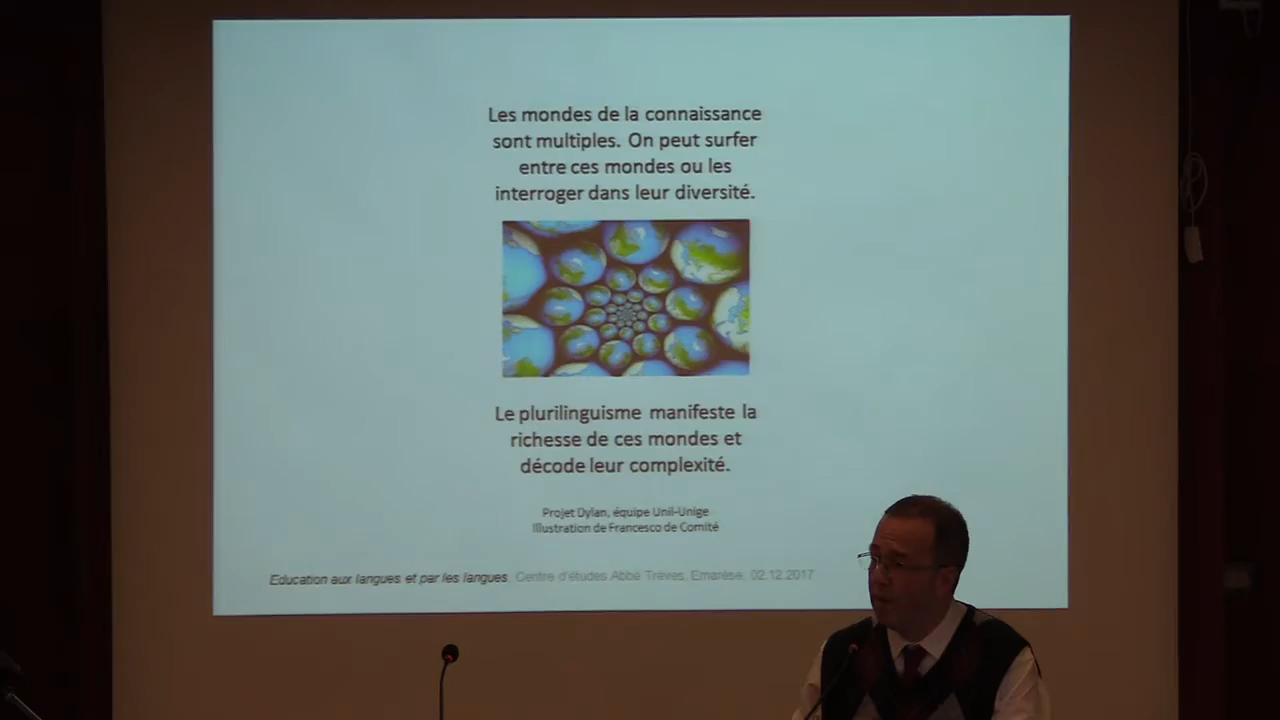 Les mondes de la connaissance
sont multiples. On peut surfer
entre ces mondes ou les
interroger dans leur diversité.
Le plurilinguisme manifeste la
richesse de ces mondes et
décode leur complexité.
Projet Dylan, équipe Unil-Unige
Illustration de Francesco de Comité
Education aux langues et par les langues. Centre d'études Abbé Trèves, Emarèse, 02.12.2017